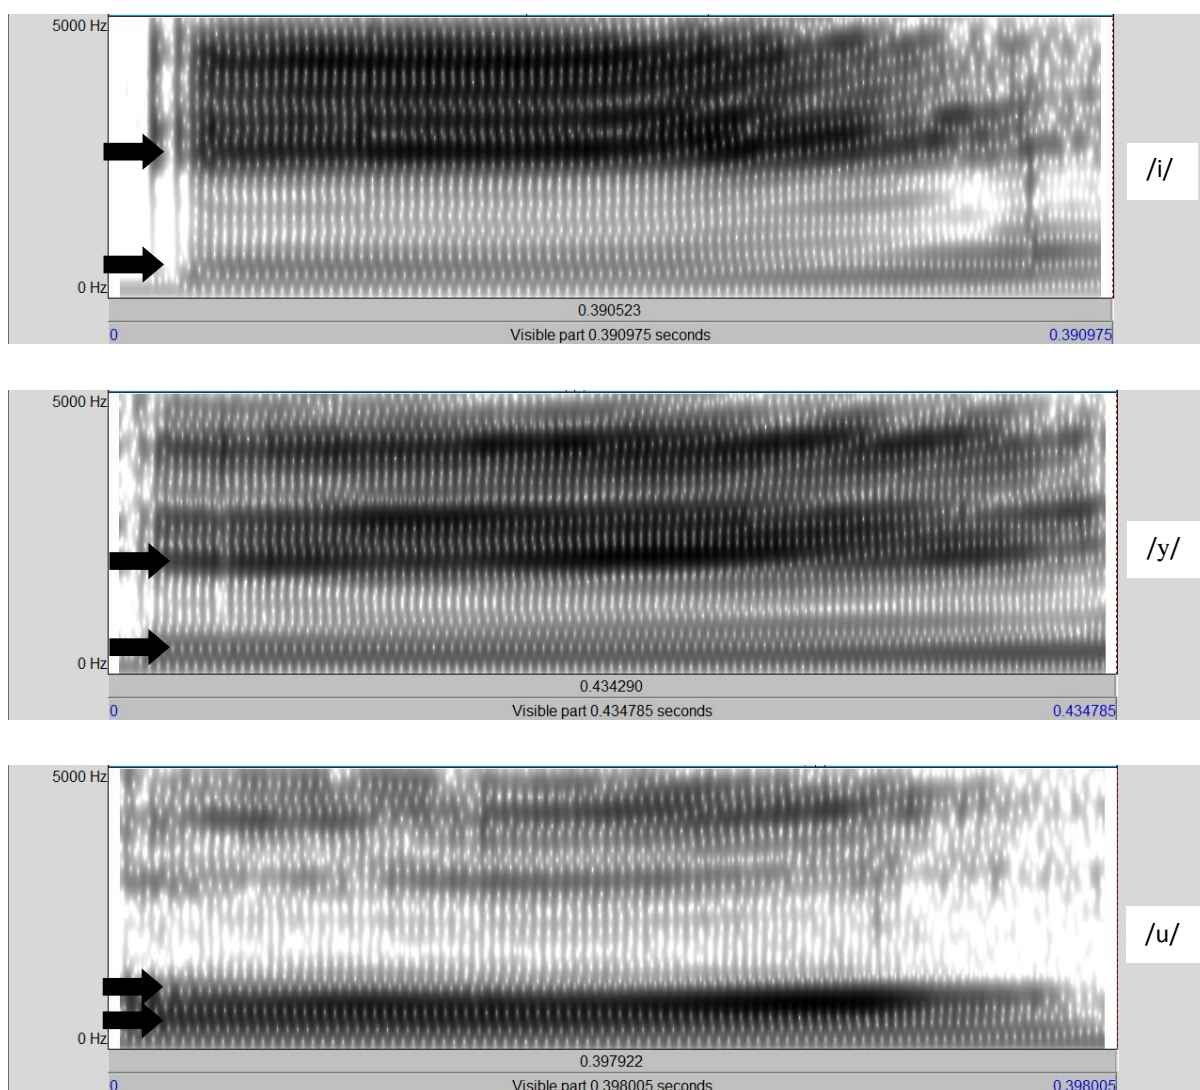 5000 Hz
/i/
0 Hz
0.390523
0 Visible part 0.390975 seconds 0.390975
5000 Hz
/y/
0 Hz
0.434290
0 Visible part 0.434785 seconds 0.434785
5000 Hz
/u/
0 Hz
0.397922
0 Visible part 0.398005 seconds 0.398005